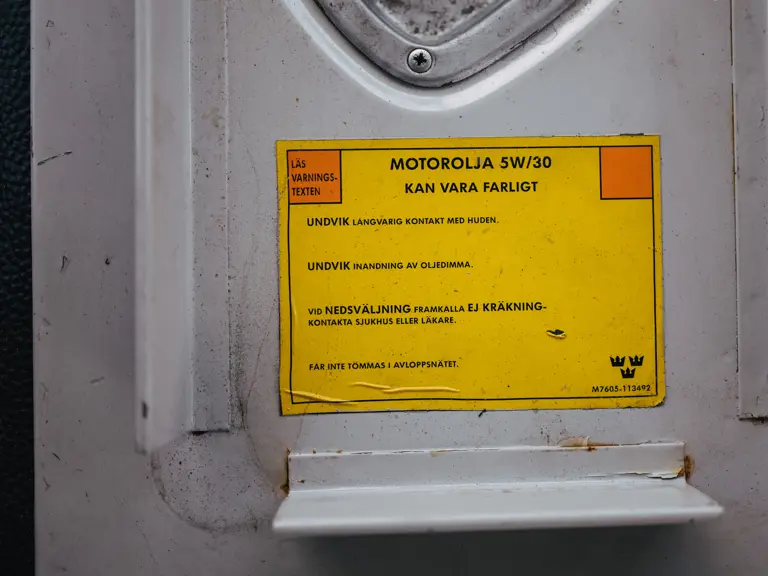 LÄS
VARNINGS-
TEXTEN
MOTOROLJA 5W/30
KAN VARA FARLIGT
UNDVIK LÅNGVARIG KONTAKT MED HUDEN.
UNDVIK INANDNING AV OLJEDIMMA.
VID NEDSVÄLJNING FRAMKALLA EJ KRÄKNING-
KONTAKTA SJUKHUS ELLER LÄKARE.
FÅR INTE TÖMMAS I AVLOPPSNÄTET.
M7605-113492